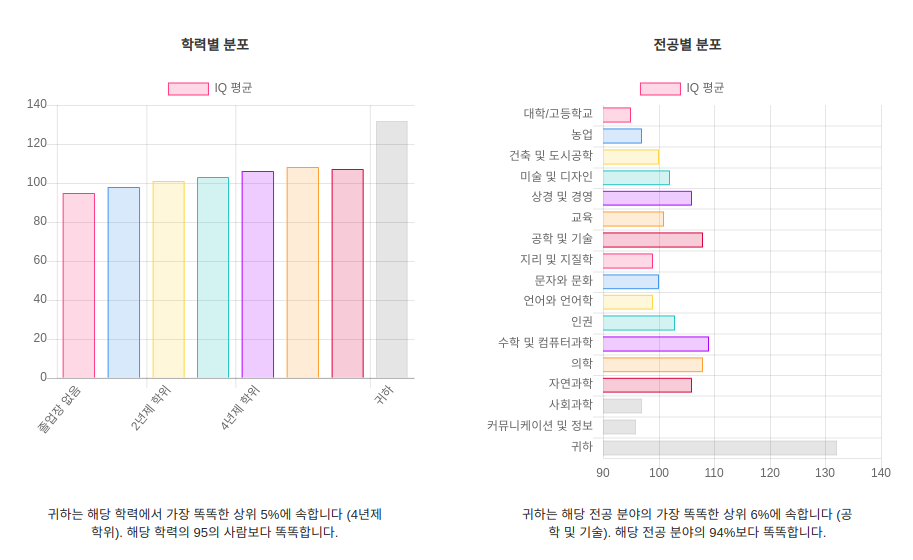 학력별 분포
IQ 평균
140
120
100
80
60
40
20
0
졸업장 없음
2년제 학위
4년제 학위
귀하
귀하는 해당 학력에서 가장 똑똑한 상위 5%에 속합니다 (4년제
학위). 해당 학력의 95의 사람보다 똑똑합니다.
전공별 분포
IQ 평균
대학/고등학교
농업
건축 및 도시공학
미술 및 디자인
상경 및 경영
교육
공학 및 기술
지리 및 지질학
문자와 문화
언어와 언어학
인권
수학 및 컴퓨터과학
의학
자연과학
사회과학
커뮤니케이션 및 정보
귀하
90 100 110 120 130 140
귀하는 해당 전공 분야의 가장 똑똑한 상위 6%에 속합니다 (공
학 및 기술). 해당 전공 분야의 94%보다 똑똑합니다.